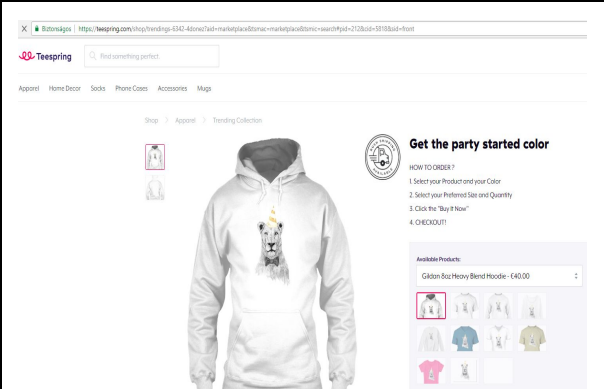 Biztonságos https://teespring.com/shop/trendings-6342-4donez?aid=marketplace&tsmac=marketplace&tsmic=search#pid=212&cid=5818&sid=front
Teespring
Find something perfect
Apparel Home Decor Socks Phone Cases Accessories Mugs
Shop > Apparel > Trending Collection
Get the party started color
HOW TO ORDER ?
1. Select your Product and your Color
2. Select your Preferred Size and Quantity
3. Click the "Buy It Now"
4. CHECKOUT!
Available Products:
Gildan 8oz Heavy Blend Hoodie - €40.00